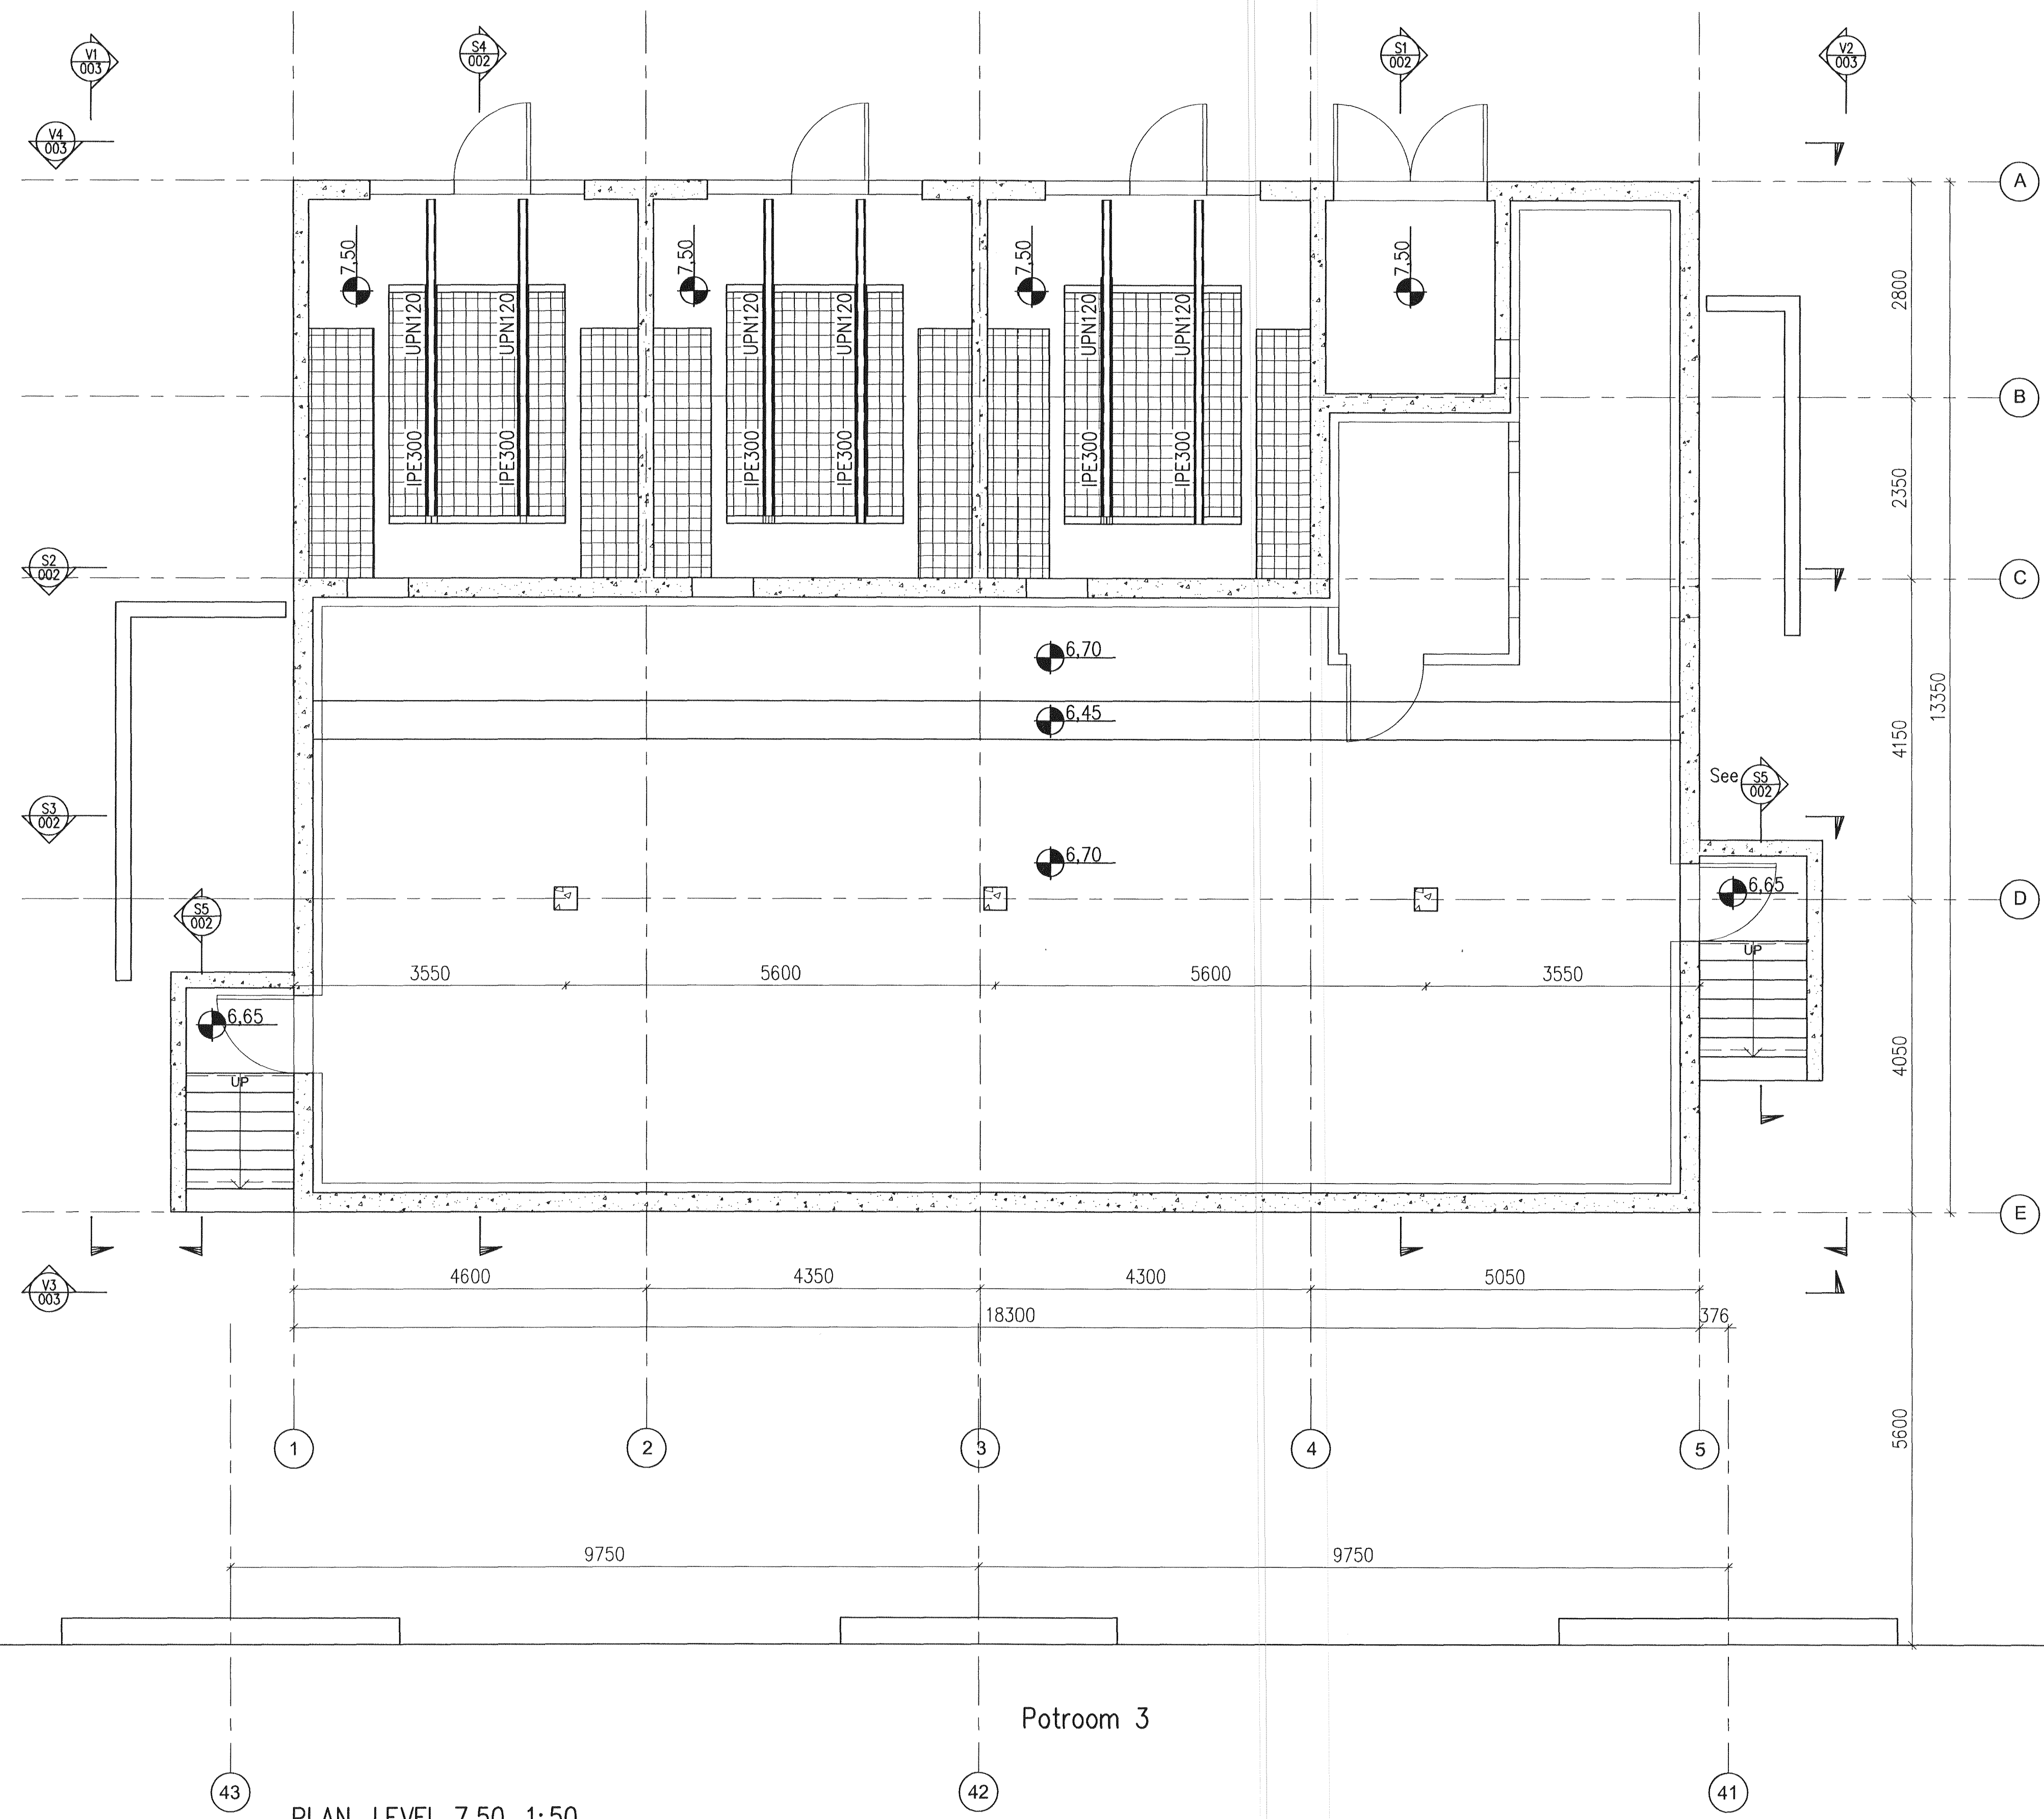 V1
003
S4
002
S1
002
V2
003
V4
003
A
7,50
7,50
7,50
7,50
2800
UPN120
UPN120
UPN120
UPN120
UPN120
UPN120
B
IPE300
IPE300
IPE300
IPE300
IPE300
IPE300
2350
S2
002
C
6,70
6,45
13350
4150
See
S5
002
S3
002
6,70
6,65
D
S5
002
UP
3550
5600
5600
3550
6,65
4050
UP
E
4600
4350
4300
5050
V3
003
18300
376
1
2
3
4
5
5600
9750
9750
Potroom 3
43
42
41
PLAN LEVEL 7,50 1:50